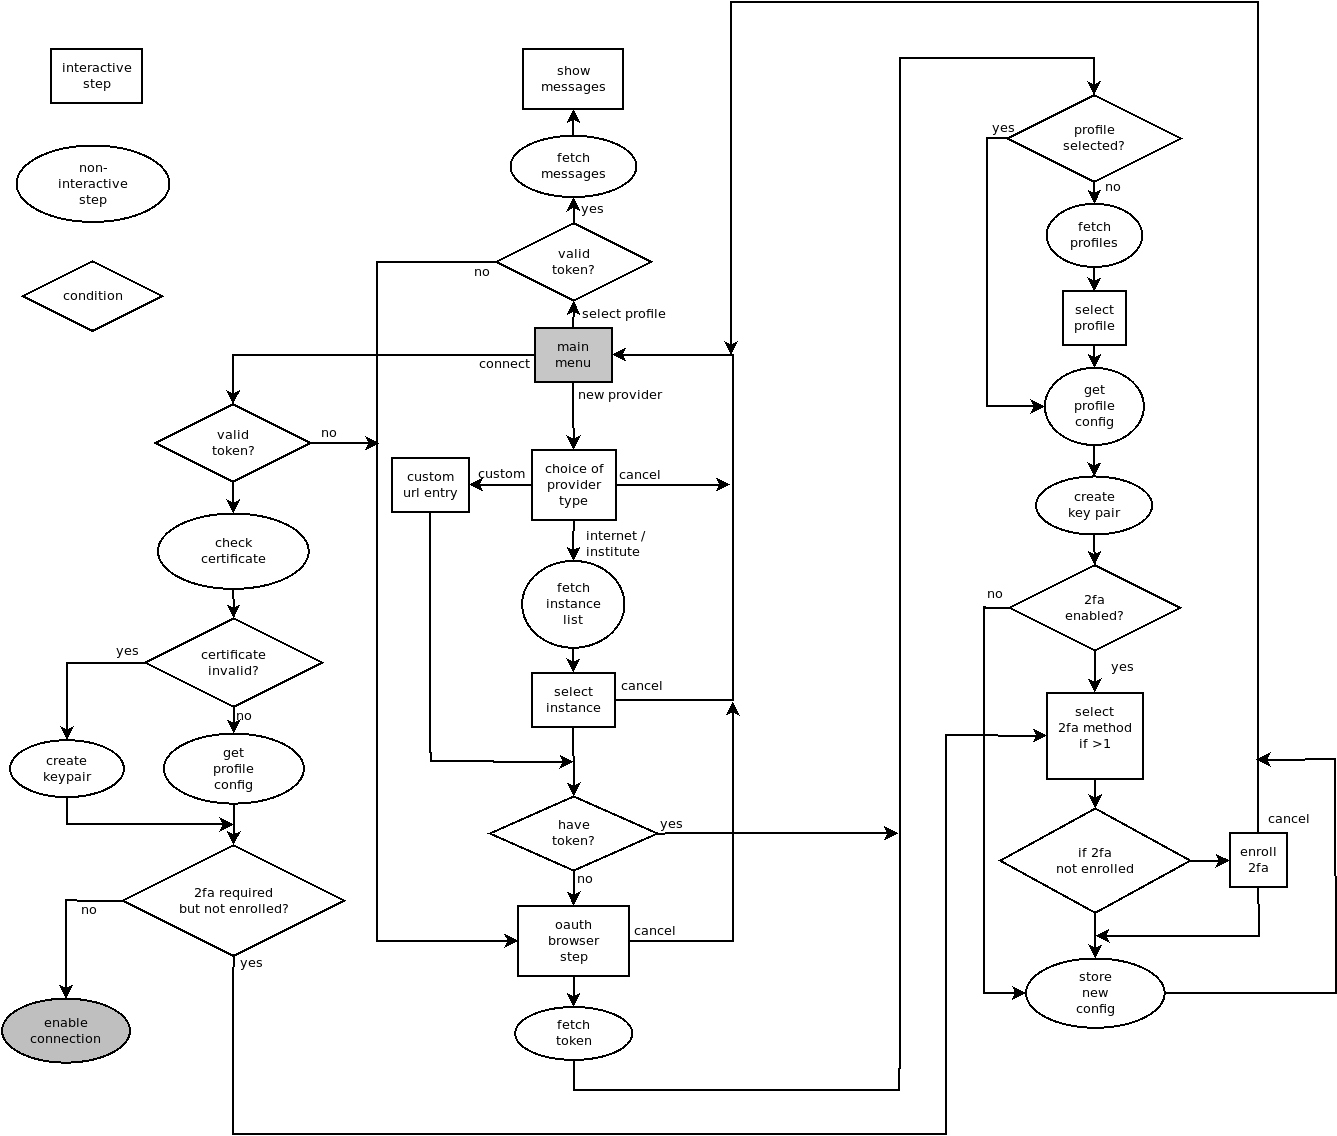 interactive
step
non-
interactive
step
condition
show
messages
fetch
messages
yes
valid
token?
no
select profile
main
menu
connect
new provider
valid
token?
no
custom
url entry
custom
choice of
provider
type
cancel
internet /
institute
check
certificate
fetch
instance
list
certificate
invalid?
yes
no
select
instance
cancel
create
keypair
get
profile
config
have
token?
yes
no
2fa required
but not enrolled?
no
yes
oauth
browser
step
cancel
enable
connection
fetch
token
profile
selected?
yes
no
fetch
profiles
select
profile
get
profile
config
create
key pair
2fa
enabled?
no
yes
select
2fa method
if >1
if 2fa
not enrolled
cancel
enroll
2fa
store
new
config